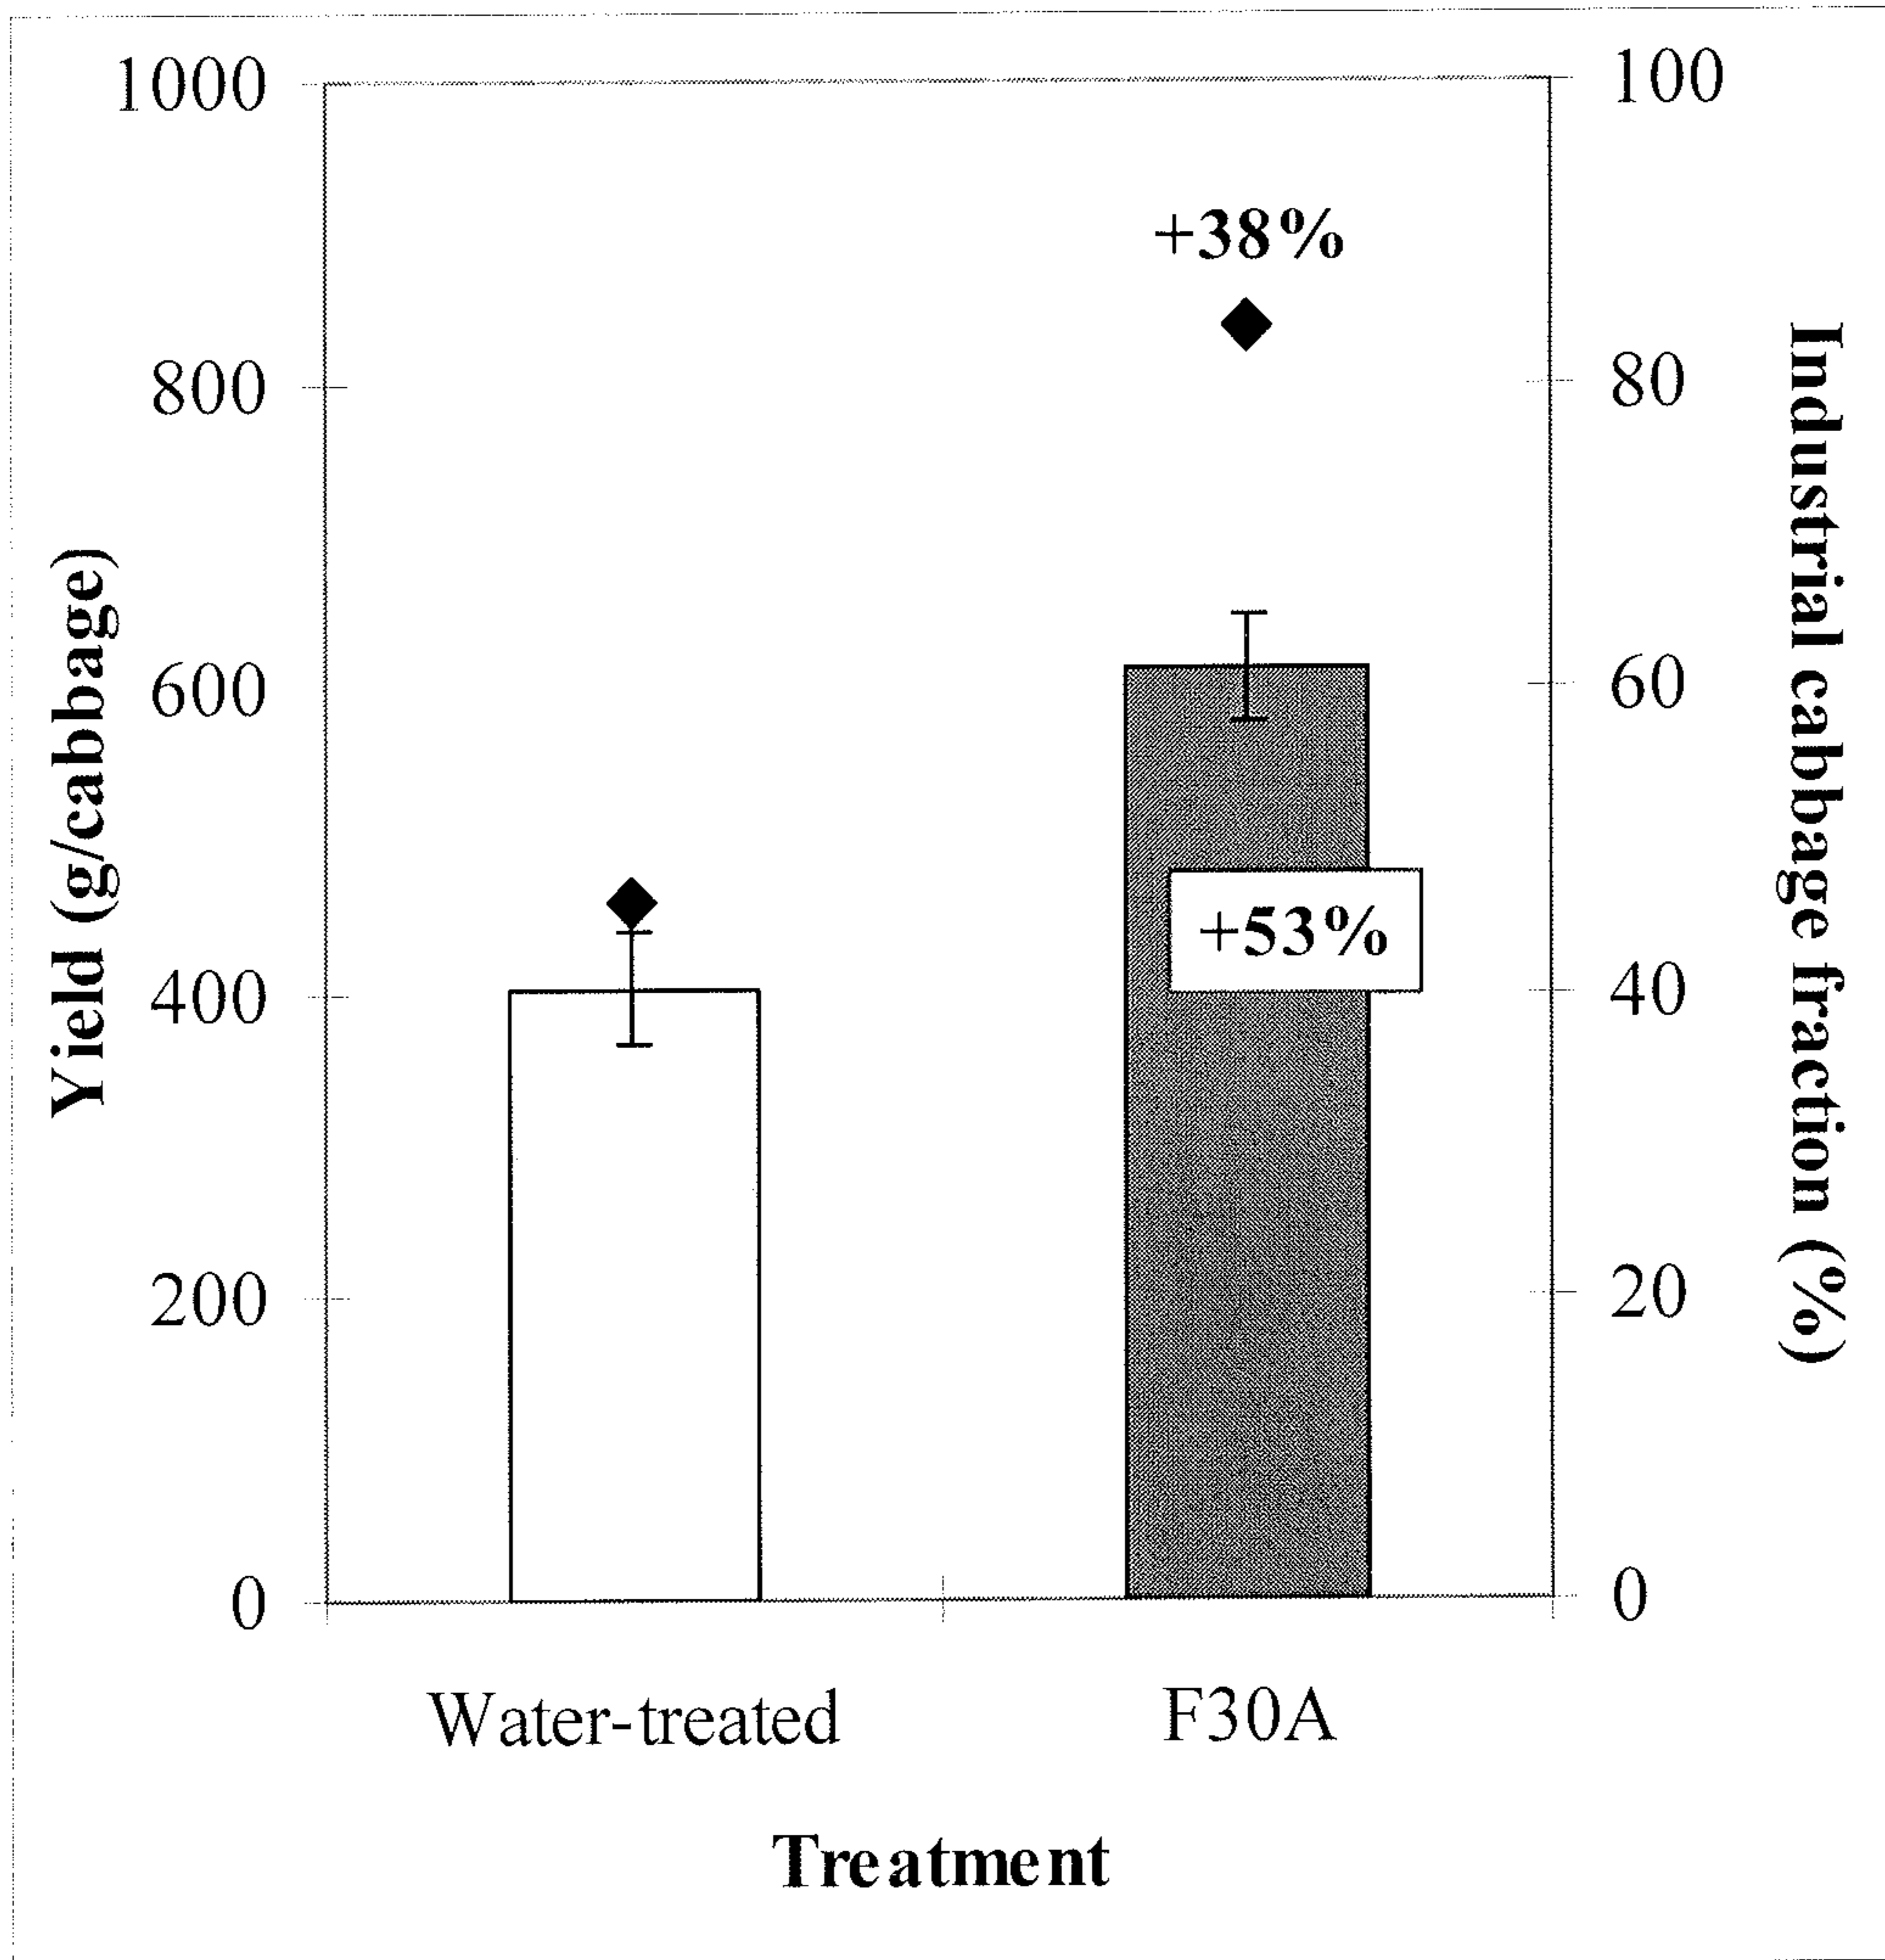 Yield (g/cabbage)
1000
800
600
400
200
0
+38%
+53%
100
80
60
40
20
0
Industrial cabbage fraction (%)
Water-treated
F30A
Treatment